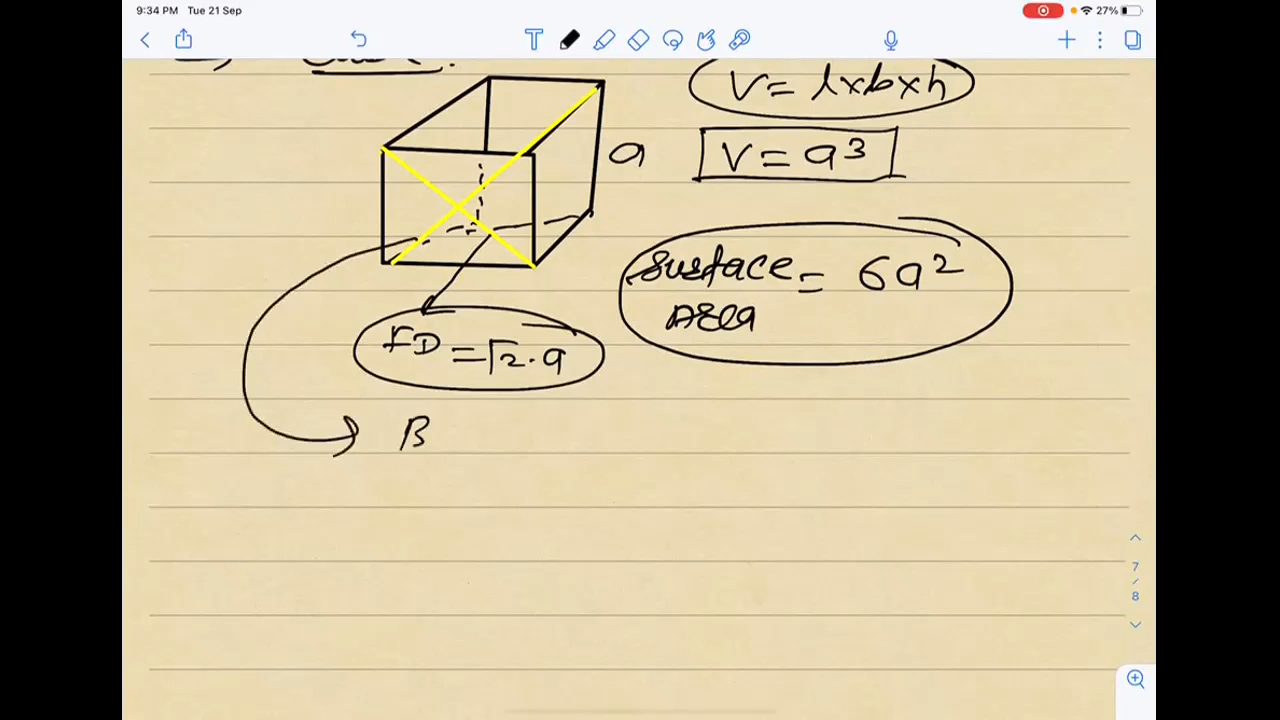 9:34 PM Tue 21 Sep
27%
V = l×b×h
a
V = a³
Surface = 6a²
Area
FD = √2 · a
B
7
/
8